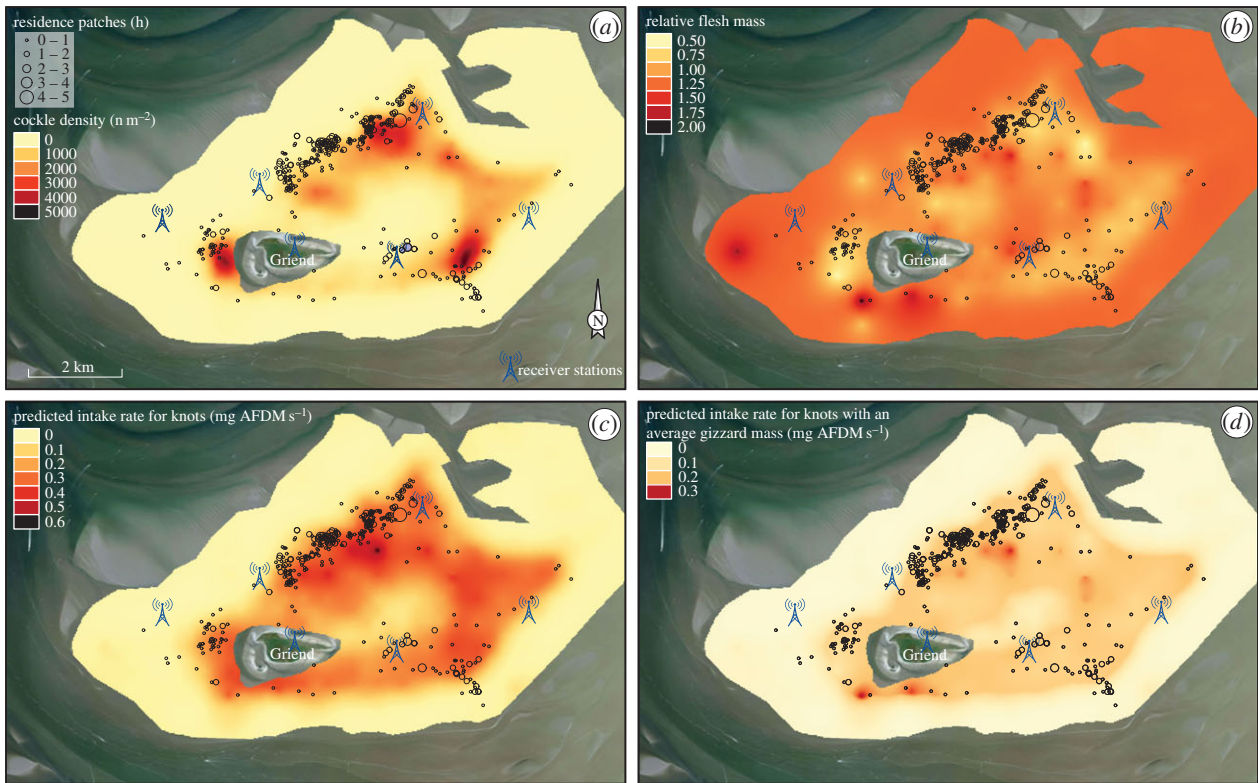 residence patches (h)
0 – 1
1 – 2
2 – 3
3 – 4
4 – 5
cockle density (n m⁻²)
0
1000
2000
3000
4000
5000
Griend
2 km
N
receiver stations
(a)
relative flesh mass
0.50
0.75
1.00
1.25
1.50
1.75
2.00
Griend
(b)
predicted intake rate for knots (mg AFDM s⁻¹)
0
0.1
0.2
0.3
0.4
0.5
0.6
Griend
(c)
predicted intake rate for knots with an
average gizzard mass (mg AFDM s⁻¹)
0
0.1
0.2
0.3
Griend
(d)